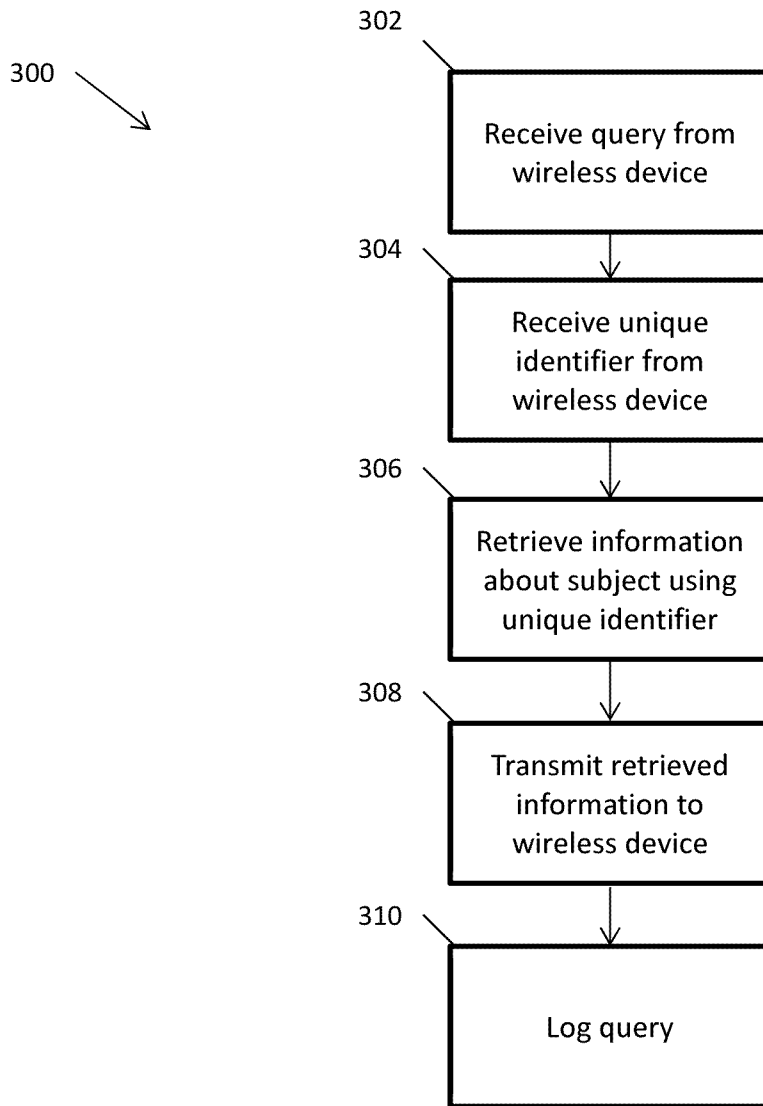 302
300
Receive query from
wireless device
304
Receive unique
identifier from
wireless device
306
Retrieve information
about subject using
unique identifier
308
Transmit retrieved
information to
wireless device
310
Log query